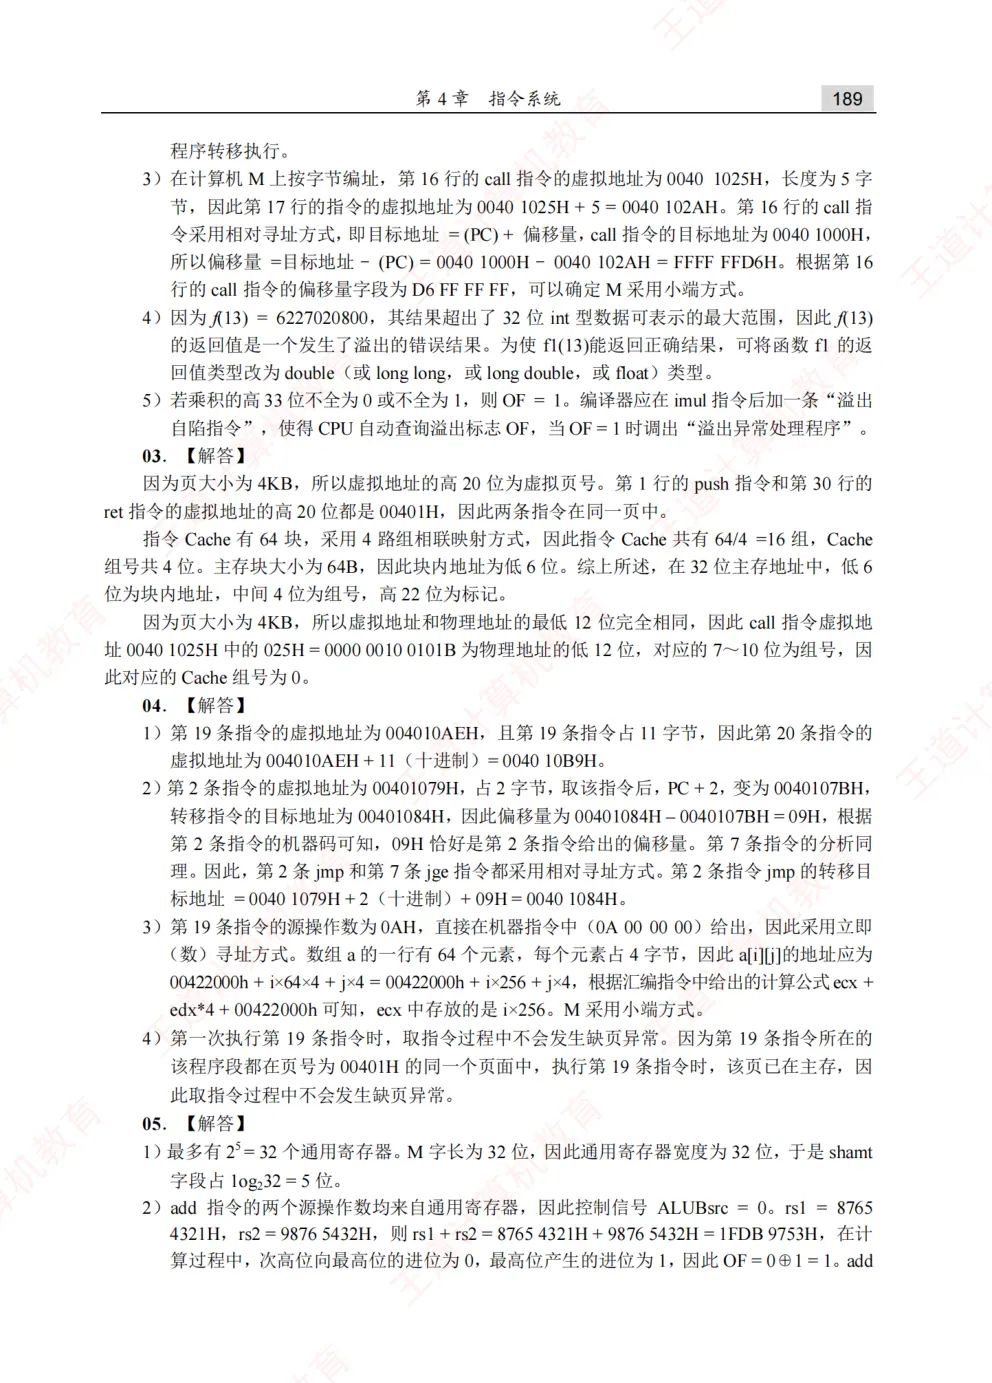 第 4 章 指令系统 189
程序转移执行。
3）在计算机 M 上按字节编址，第 16 行的 call 指令的虚拟地址为 0040 1025H，长度为 5 字
节，因此第 17 行的指令的虚拟地址为 0040 1025H + 5 = 0040 102AH。第 16 行的 call 指
令采用相对寻址方式，即目标地址 = (PC) + 偏移量，call 指令的目标地址为 0040 1000H，
所以偏移量 =目标地址 − (PC) = 0040 1000H − 0040 102AH = FFFF FFD6H。根据第 16
行的 call 指令的偏移量字段为 D6 FF FF FF，可以确定 M 采用小端方式。
4）因为 f(13) = 6227020800，其结果超出了 32 位 int 型数据可表示的最大范围，因此 f(13)
的返回值是一个发生了溢出的错误结果。为使 f1(13)能返回正确结果，可将函数 f1 的返
回值类型改为 double（或 long long，或 long double，或 float）类型。
5）若乘积的高 33 位不全为 0 或不全为 1，则 OF = 1。编译器应在 imul 指令后加一条“溢出
自陷指令”，使得 CPU 自动查询溢出标志 OF，当 OF = 1 时调出“溢出异常处理程序”。
03. 【解答】
因为页大小为 4KB，所以虚拟地址的高 20 位为虚拟页号。第 1 行的 push 指令和第 30 行的
ret 指令的虚拟地址的高 20 位都是 00401H，因此两条指令在同一页中。
指令 Cache 有 64 块，采用 4 路组相联映射方式，因此指令 Cache 共有 64/4 =16 组，Cache
组号共 4 位。主存块大小为 64B，因此块内地址为低 6 位。综上所述，在 32 位主存地址中，低 6
位为块内地址，中间 4 位为组号，高 22 位为标记。
因为页大小为 4KB，所以虚拟地址和物理地址的最低 12 位完全相同，因此 call 指令虚拟地
址 0040 1025H 中的 025H = 0000 0010 0101B 为物理地址的低 12 位，对应的 7～10 位为组号，因
此对应的 Cache 组号为 0。
04. 【解答】
1）第 19 条指令的虚拟地址为 004010AEH，且第 19 条指令占 11 字节，因此第 20 条指令的
虚拟地址为 004010AEH + 11（十进制）= 0040 10B9H。
2）第 2 条指令的虚拟地址为 00401079H，占 2 字节，取该指令后，PC + 2，变为 0040107BH，
转移指令的目标地址为 00401084H，因此偏移量为 00401084H – 0040107BH = 09H，根据
第 2 条指令的机器码可知，09H 恰好是第 2 条指令给出的偏移量。第 7 条指令的分析同
理。因此，第 2 条 jmp 和第 7 条 jge 指令都采用相对寻址方式。第 2 条指令 jmp 的转移目
标地址 = 0040 1079H + 2（十进制）+ 09H = 0040 1084H。
3）第 19 条指令的源操作数为 0AH，直接在机器指令中（0A 00 00 00）给出，因此采用立即
（数）寻址方式。数组 a 的一行有 64 个元素，每个元素占 4 字节，因此 a[i][j]的地址应为
00422000h + i×64×4 + j×4 = 00422000h + i×256 + j×4，根据汇编指令中给出的计算公式 ecx +
edx*4 + 00422000h 可知，ecx 中存放的是 i×256。M 采用小端方式。
4）第一次执行第 19 条指令时，取指令过程中不会发生缺页异常。因为第 19 条指令所在的
该程序段都在页号为 00401H 的同一个页面中，执行第 19 条指令时，该页已在主存，因
此取指令过程中不会发生缺页异常。
05. 【解答】
1）最多有 2⁵ = 32 个通用寄存器。M 字长为 32 位，因此通用寄存器宽度为 32 位，于是 shamt
字段占 log₂32 = 5 位。
2）add 指令的两个源操作数均来自通用寄存器，因此控制信号 ALUBsrc = 0。rs1 = 8765
4321H，rs2 = 9876 5432H，则 rs1 + rs2 = 8765 4321H + 9876 5432H = 1FDB 9753H，在计
算过程中，次高位向最高位的进位为 0，最高位产生的进位为 1，因此 OF = 0⊕1 = 1。add
王道计算机教育